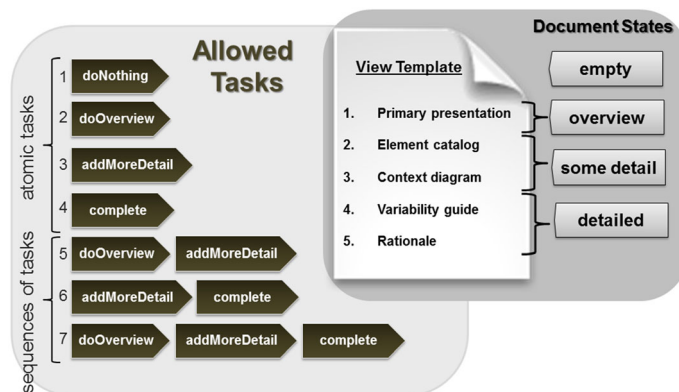 Allowed
Tasks
atomic tasks
1 doNothing
2 doOverview
3 addMoreDetail
4 complete
sequences of tasks
5 doOverview addMoreDetail
6 addMoreDetail complete
7 doOverview addMoreDetail complete
View Template
1. Primary presentation
2. Element catalog
3. Context diagram
4. Variability guide
5. Rationale
Document States
empty
overview
some detail
detailed